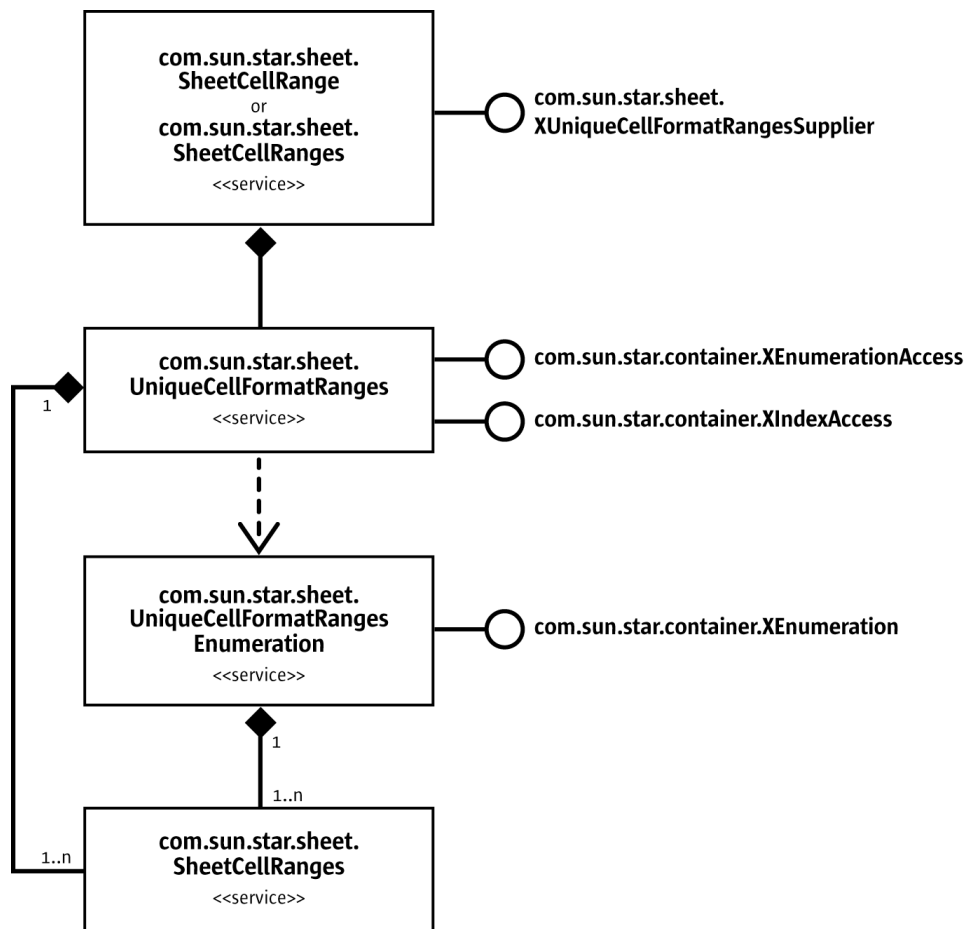 com.sun.star.sheet.
SheetCellRange
or
com.sun.star.sheet.
SheetCellRanges
<<service>>
com.sun.star.sheet.
XUniqueCellFormatRangesSupplier
com.sun.star.sheet.
UniqueCellFormatRanges
<<service>>
com.sun.star.container.XEnumerationAccess
com.sun.star.container.XIndexAccess
1
com.sun.star.sheet.
UniqueCellFormatRanges
Enumeration
<<service>>
com.sun.star.container.XEnumeration
1
1..n
1..n
com.sun.star.sheet.
SheetCellRanges
<<service>>